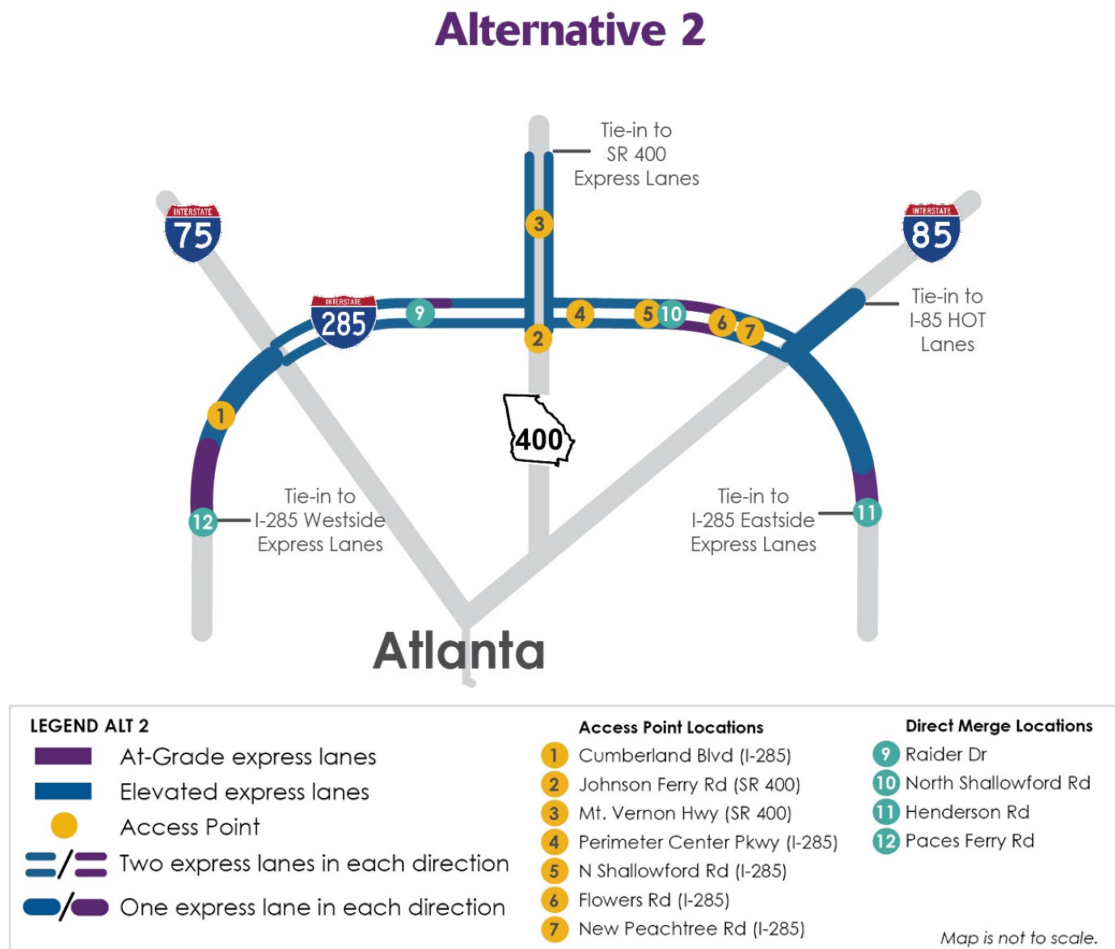 Alternative 2
Tie-in to
SR 400
Express Lanes
INTERSTATE
75
INTERSTATE
85
3
Tie-in to
I-85 HOT
Lanes
INTERSTATE
285
9
4
5
10
6
7
2
1
400
Tie-in to
I-285 Westside
Express Lanes
12
Tie-in to
I-285 Eastside
Express Lanes
11
Atlanta
LEGEND ALT 2
At-Grade express lanes
Elevated express lanes
Access Point
/ Two express lanes in each direction
/ One express lane in each direction
Access Point Locations
1 Cumberland Blvd (I-285)
2 Johnson Ferry Rd (SR 400)
3 Mt. Vernon Hwy (SR 400)
4 Perimeter Center Pkwy (I-285)
5 N Shallowford Rd (I-285)
6 Flowers Rd (I-285)
7 New Peachtree Rd (I-285)
Direct Merge Locations
9 Raider Dr
10 North Shallowford Rd
11 Henderson Rd
12 Paces Ferry Rd
Map is not to scale.